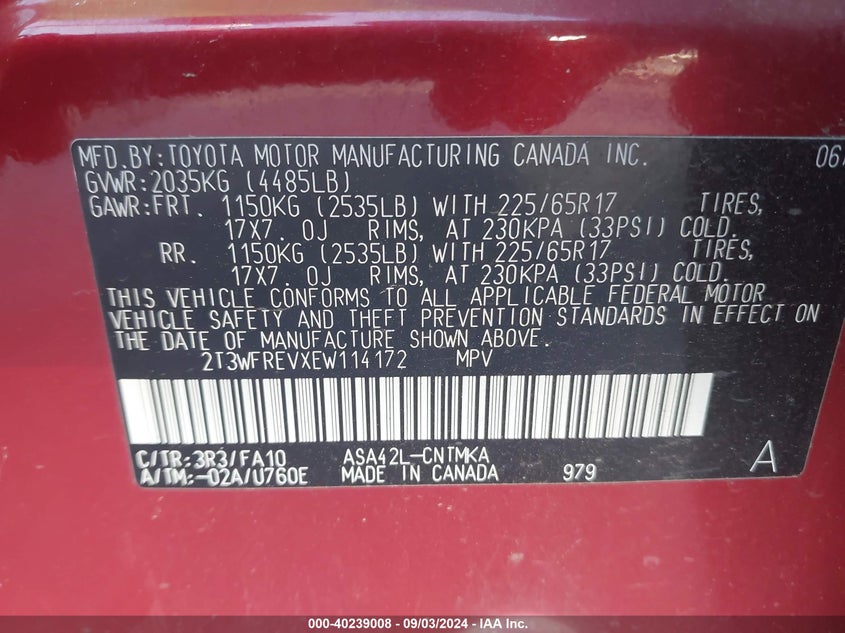 MFD.BY:TOYOTA MOTOR MANUFACTURING CANADA INC. 06/
GVWR:2035KG (4485LB)
GAWR:FRT. 1150KG (2535LB) WITH 225/65R17 TIRES,
17X7.0J RIMS, AT 230KPA (33PSI) COLD.
RR. 1150KG (2535LB) WITH 225/65R17 TIRES,
17X7.0J RIMS, AT 230KPA (33PSI) COLD.
THIS VEHICLE CONFORMS TO ALL APPLICABLE FEDERAL MOTOR
VEHICLE SAFETY AND THEFT PREVENTION STANDARDS IN EFFECT ON
THE DATE OF MANUFACTURE SHOWN ABOVE.
2T3WFREVXEW114172 MPV
C/TR:3R3/FA10 ASA42L-CNTMKA
A/TM:-02A/U760E MADE IN CANADA 979 A
000-40239008 - 09/03/2024 - IAA Inc.